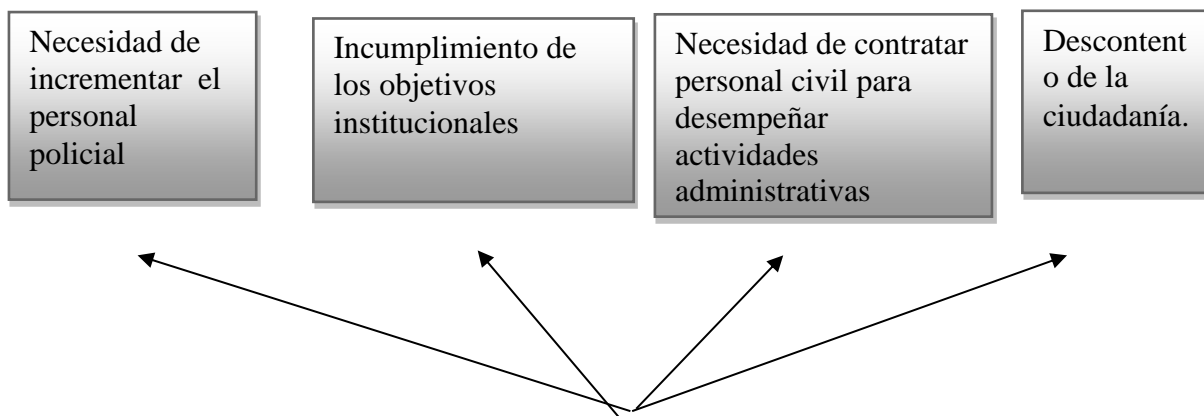 Necesidad de
incrementar el
personal
policial
Incumplimiento de
los objetivos
institucionales
Necesidad de contratar
personal civil para
desempeñar
actividades
administrativas
Descontent
o de la
ciudadanía.